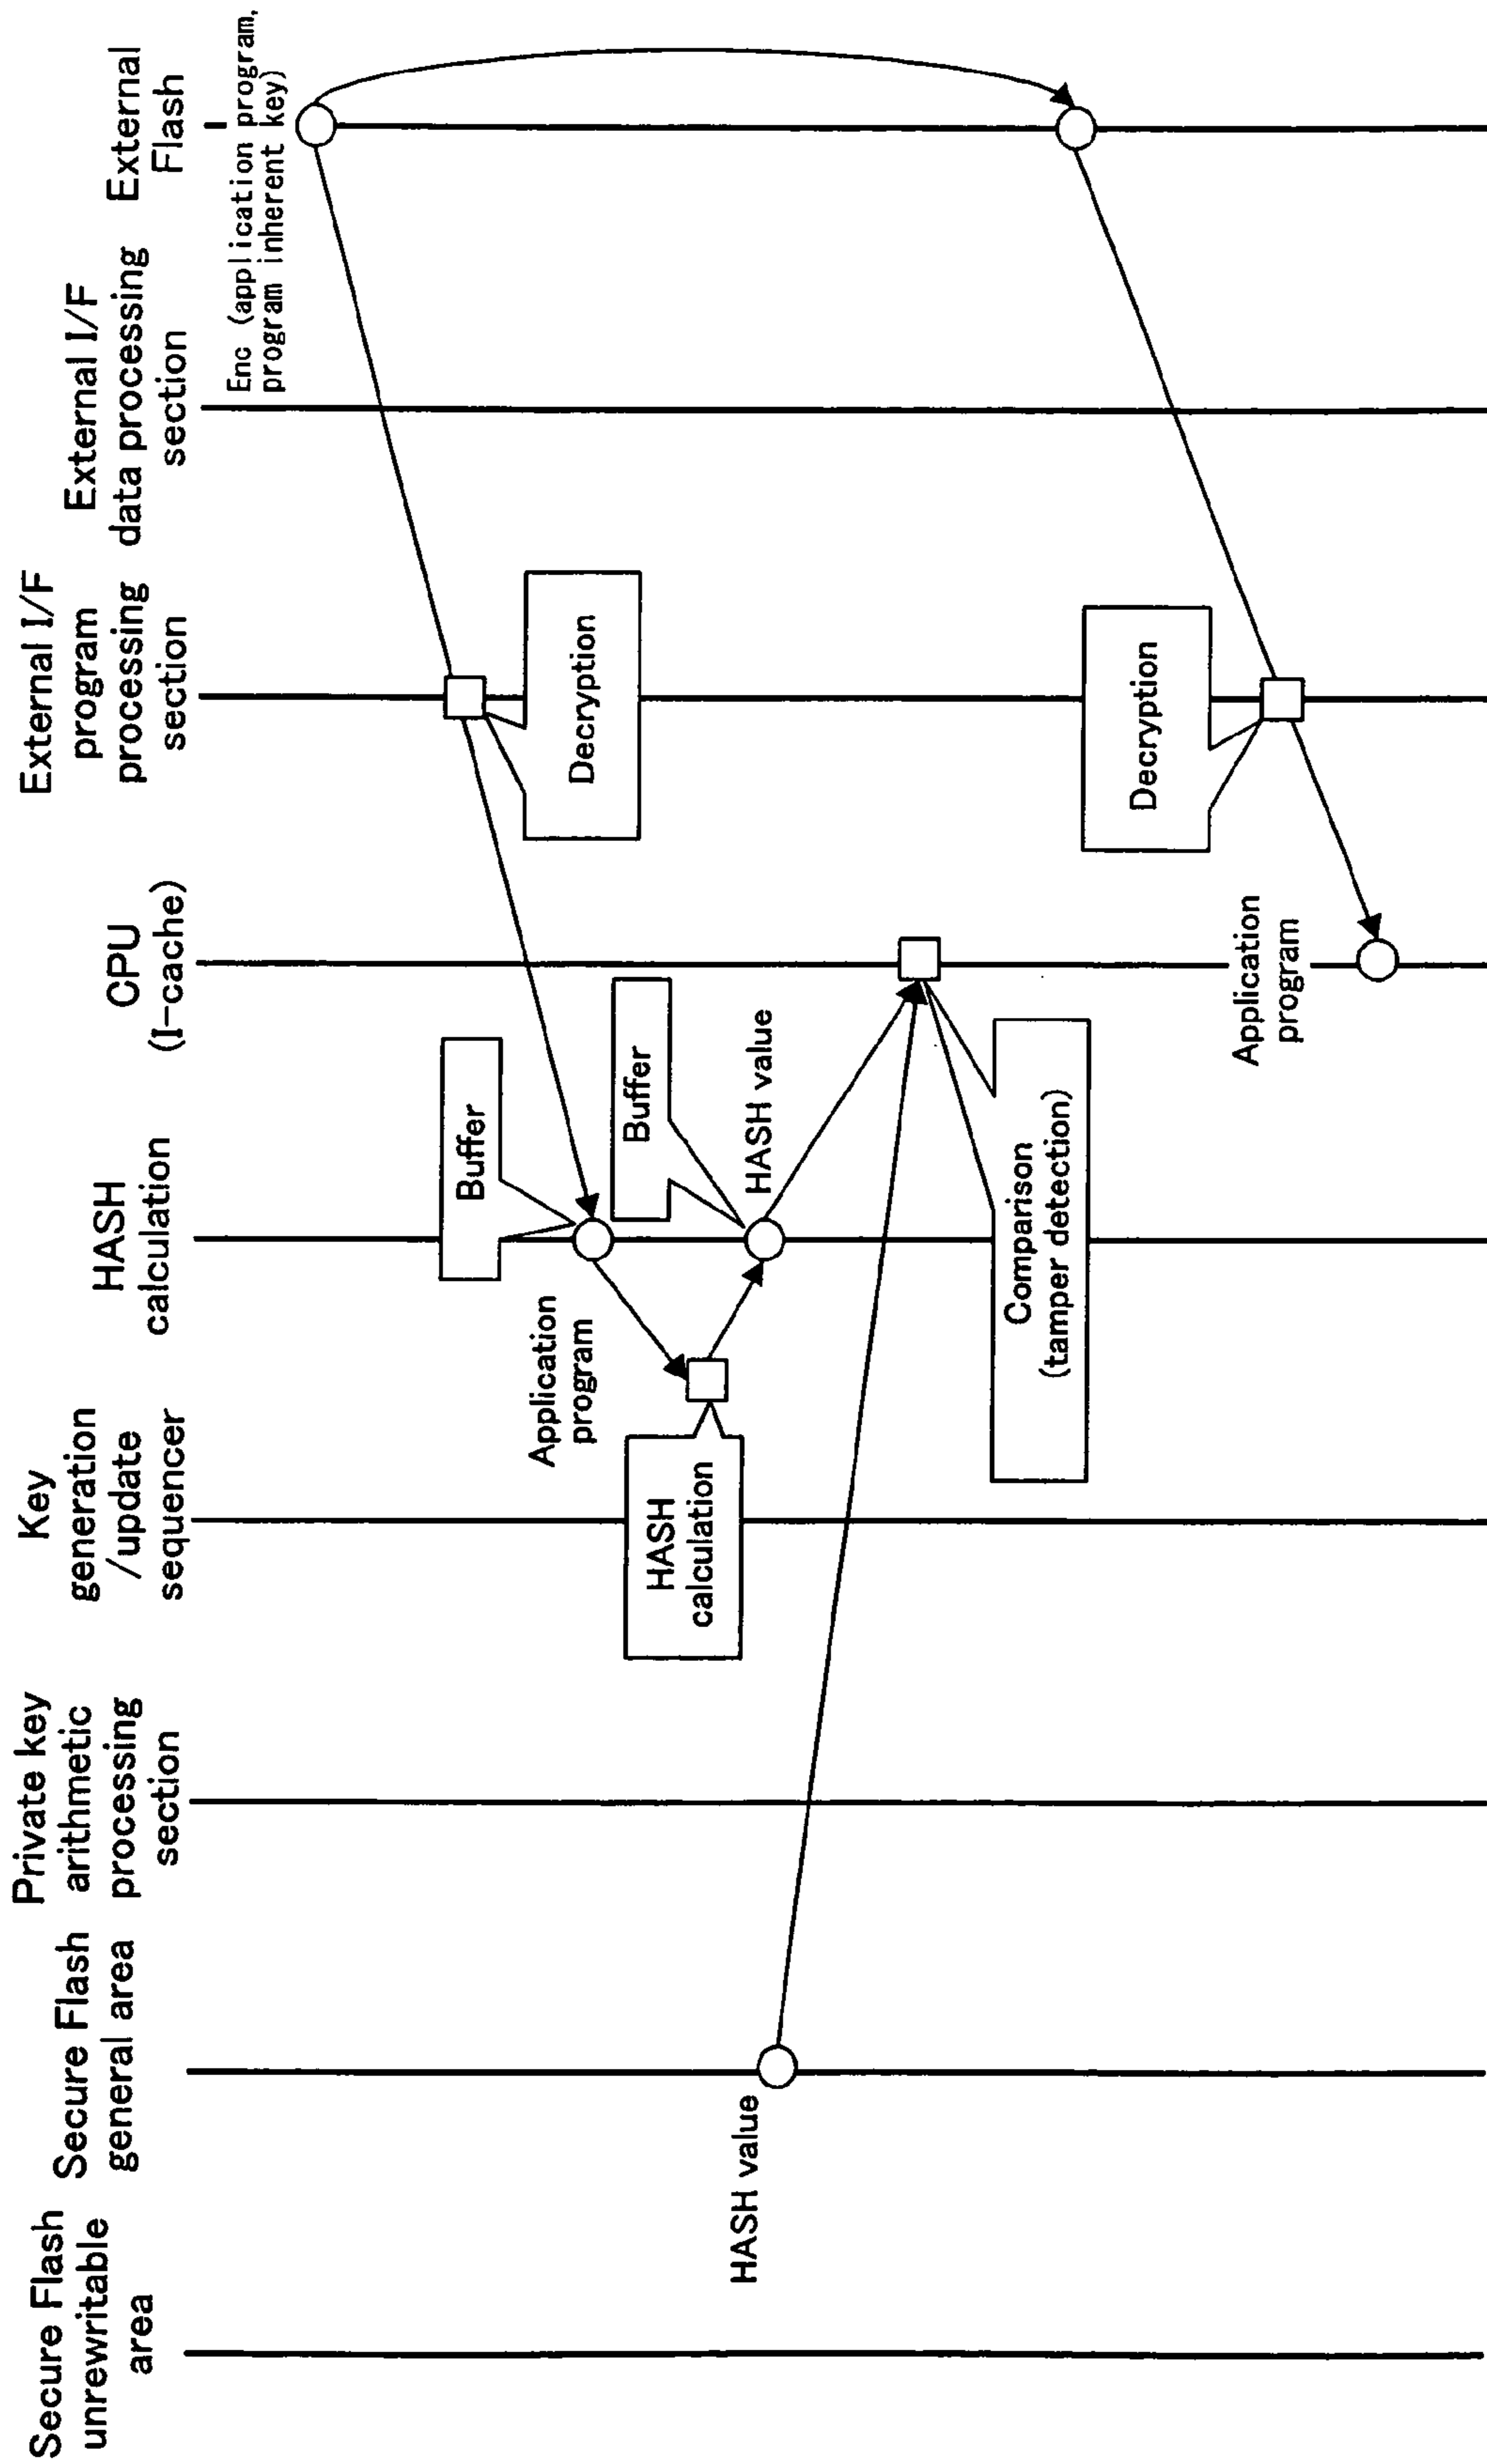 Secure Flash
unrewritable
area
Secure Flash
general area
Private key
arithmetic
processing
section
Key
generation
/update
sequencer
HASH
calculation
CPU
(I-cache)
External I/F
program
processing
section
External I/F
data processing
section
External
Flash
Enc (application program,
program inherent key)
Decryption
Buffer
Application
program
Buffer
HASH
calculation
HASH value
HASH value
Comparison
(tamper detection)
Decryption
Application
program